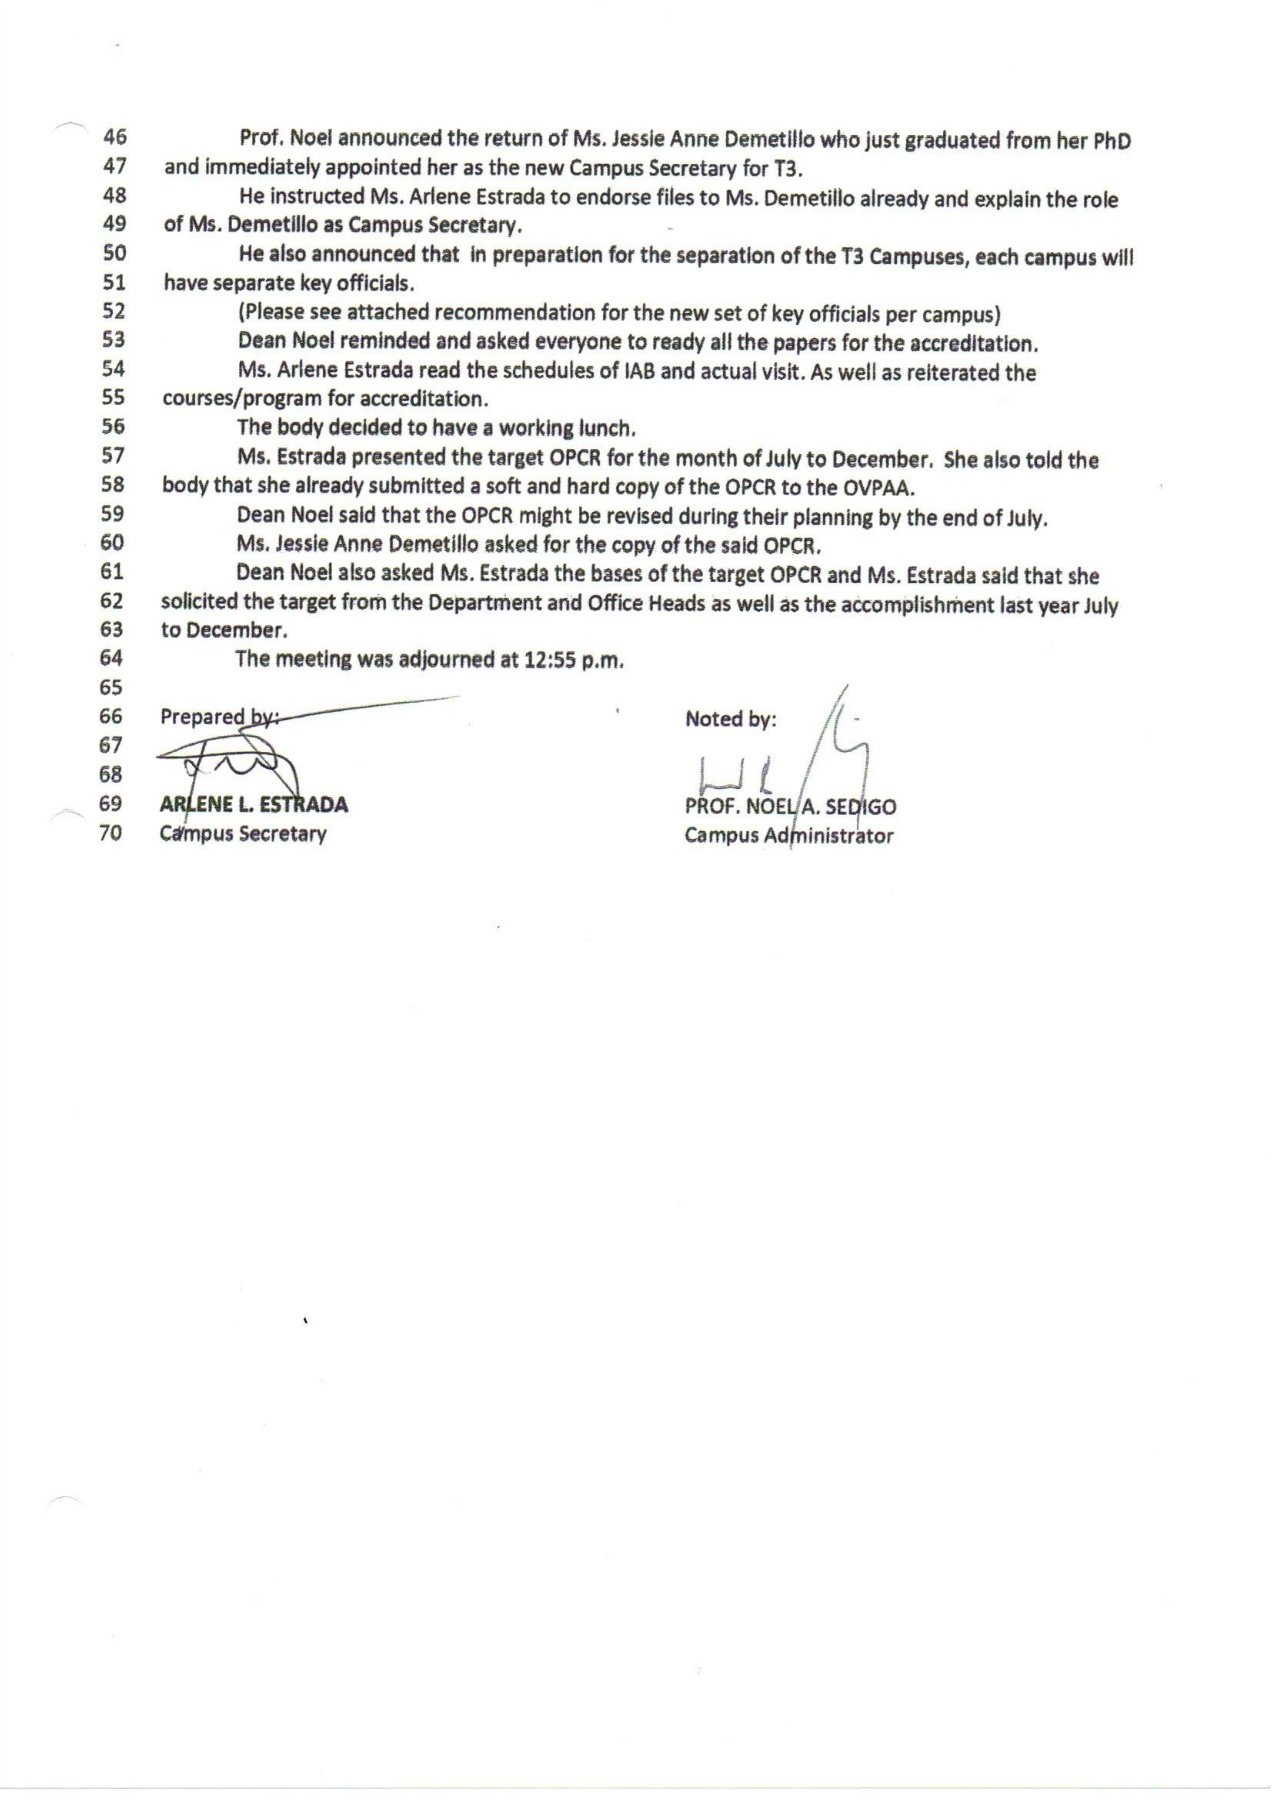 46 Prof. Noel announced the return of Ms. Jessie Anne Demetillo who just graduated from her PhD
47 and immediately appointed her as the new Campus Secretary for T3.
48 He instructed Ms. Arlene Estrada to endorse files to Ms. Demetillo already and explain the role
49 of Ms. Demetillo as Campus Secretary.
50 He also announced that in preparation for the separation of the T3 Campuses, each campus will
51 have separate key officials.
52 (Please see attached recommendation for the new set of key officials per campus)
53 Dean Noel reminded and asked everyone to ready all the papers for the accreditation.
54 Ms. Arlene Estrada read the schedules of IAB and actual visit. As well as reiterated the
55 courses/program for accreditation.
56 The body decided to have a working lunch.
57 Ms. Estrada presented the target OPCR for the month of July to December. She also told the
58 body that she already submitted a soft and hard copy of the OPCR to the OVPAA.
59 Dean Noel said that the OPCR might be revised during their planning by the end of July.
60 Ms. Jessie Anne Demetillo asked for the copy of the said OPCR.
61 Dean Noel also asked Ms. Estrada the bases of the target OPCR and Ms. Estrada said that she
62 solicited the target from the Department and Office Heads as well as the accomplishment last year July
63 to December.
64 The meeting was adjourned at 12:55 p.m.
65
66 Prepared by: Noted by:
67
68
69 ARLENE L. ESTRADA PROF. NOEL A. SEDIGO
70 Campus Secretary Campus Administrator